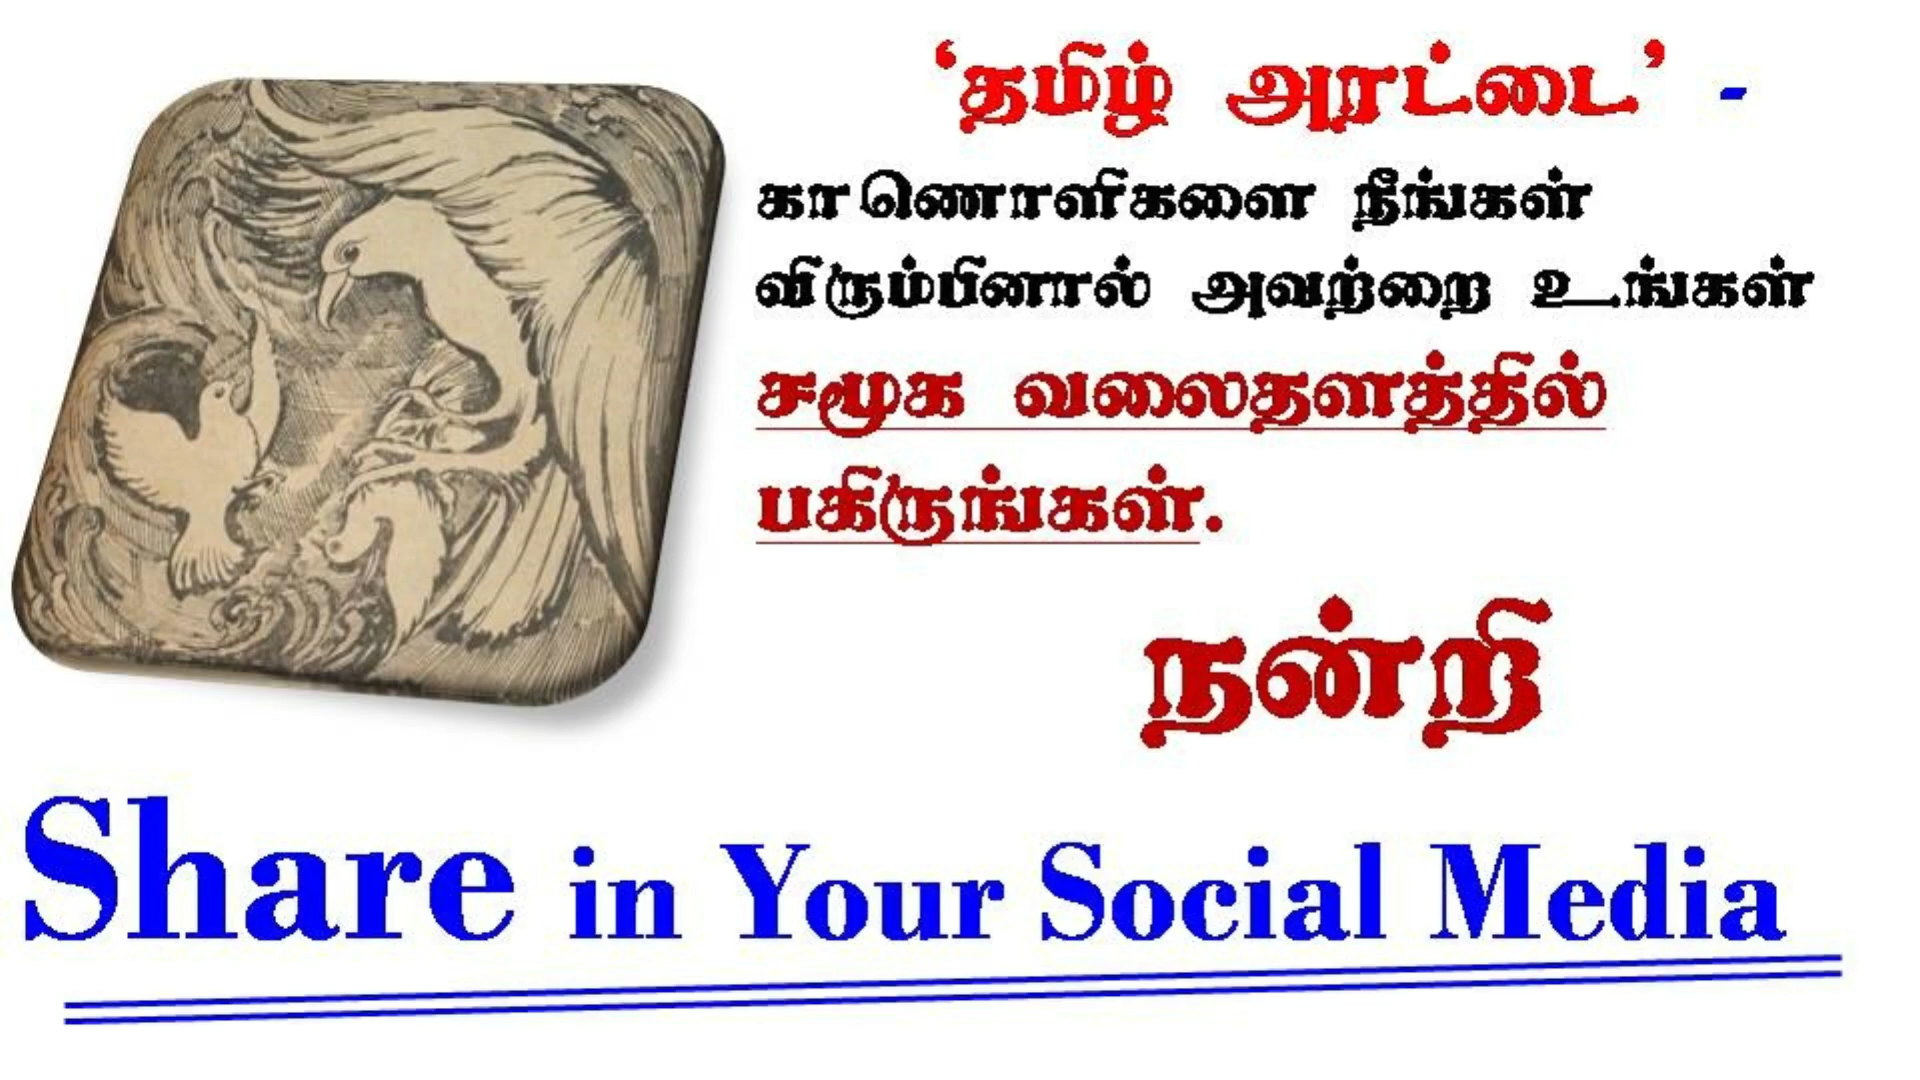 ‘தமிழ் அரட்டை’ -
காணொளிகளை நீங்கள்
விரும்பினால் அவற்றை உங்கள்
சமூக வலைதளத்தில்
பகிருங்கள்.
நன்றி
Share in Your Social Media